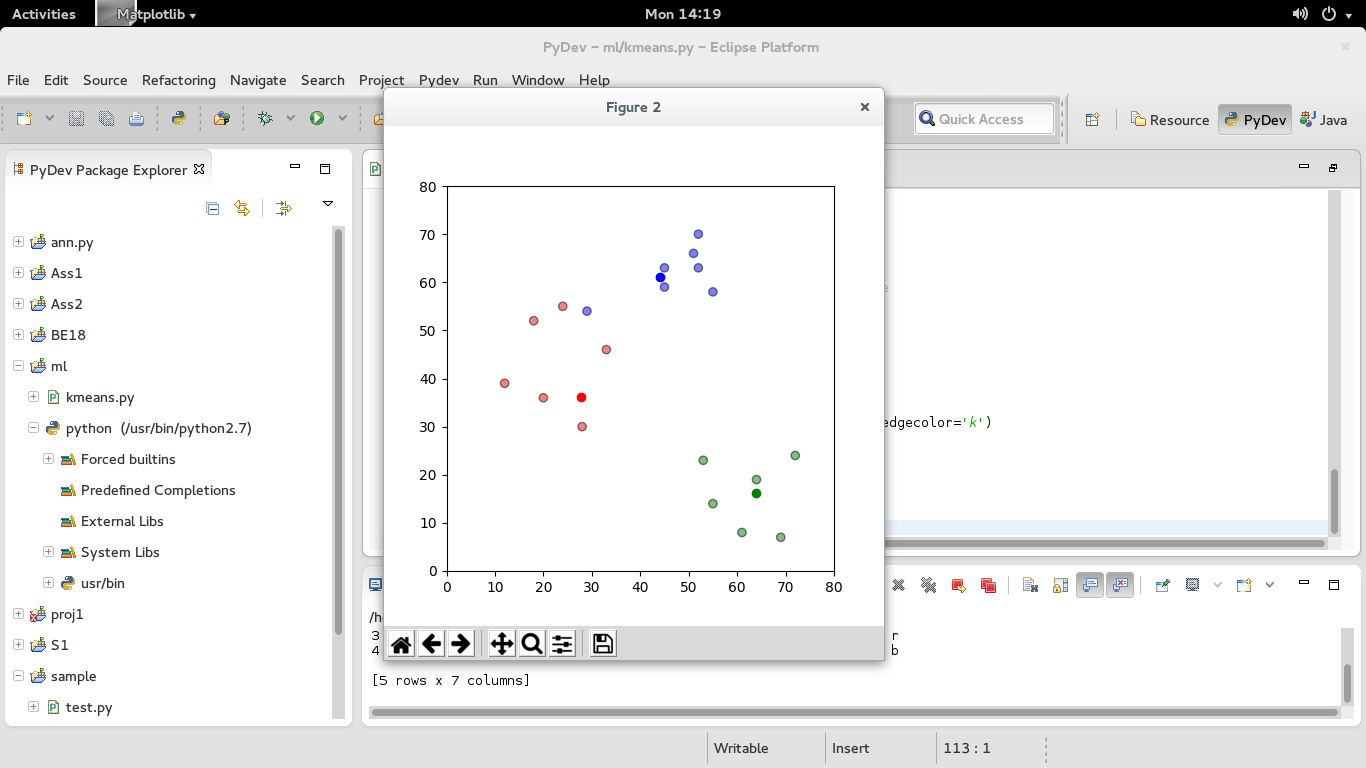 Activities Matplotlib Mon 14:19
PyDev – ml/kmeans.py – Eclipse Platform
File Edit Source Refactoring Navigate Search Project Pydev Run Window Help
Figure 2
Quick Access Resource PyDev Java
PyDev Package Explorer
ann.py
Ass1
Ass2
BE18
ml
kmeans.py
python (/usr/bin/python2.7)
Forced builtins
Predefined Completions
External Libs
System Libs
usr/bin
proj1
S1
sample
test.py
80
70
60
50
40
30
20
10
0
0 10 20 30 40 50 60 70 80
edgecolor='k')
3 r
4 b
[5 rows x 7 columns]
Writable Insert 113 : 1